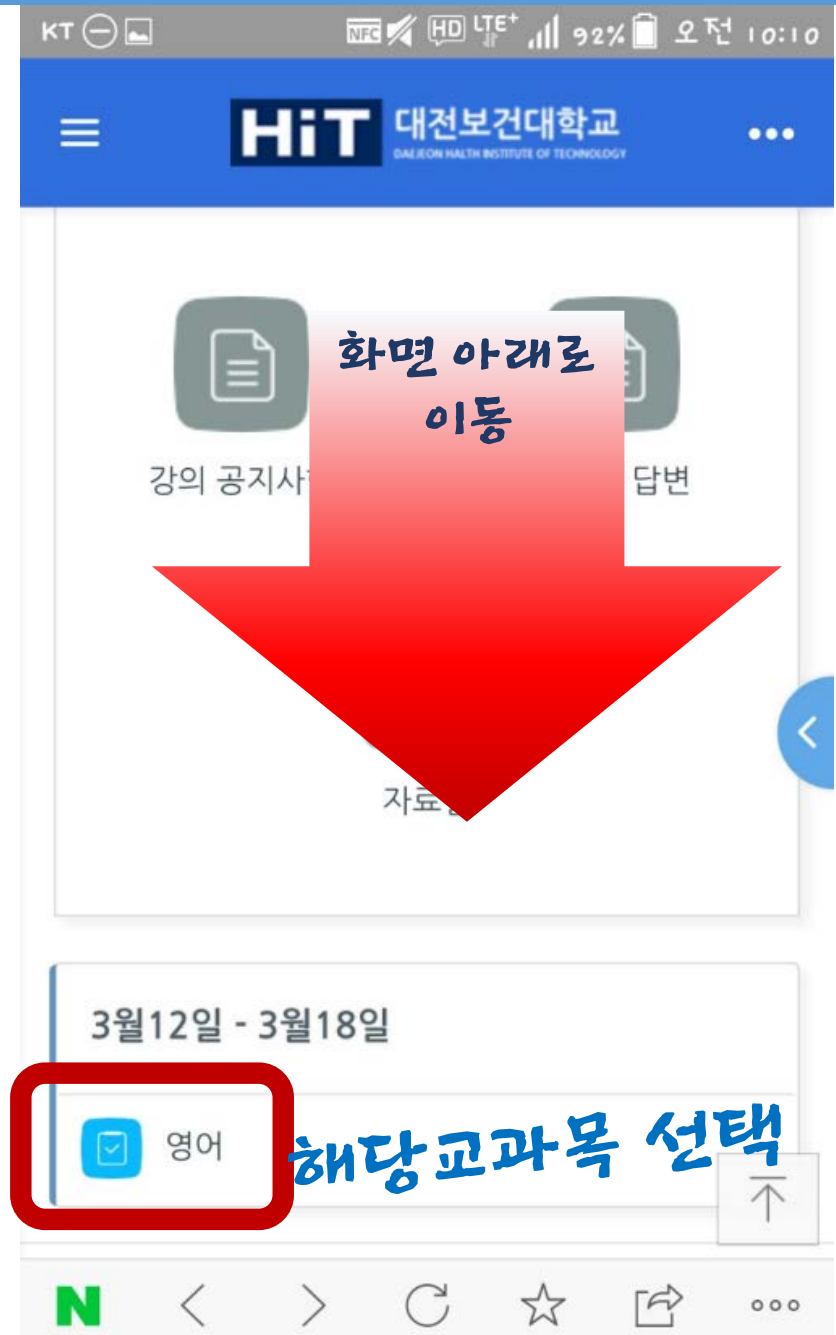 KT NFC HD LTE+ 92% 오전 10:10
HiT 대전보건대학교
DAEJEON HALTH INSTITUTE OF TECHNOLOGY
화면 아래로
이동
강의 공지사
답변
자료
3월12일 - 3월18일
영어
해당교과목 선택
N